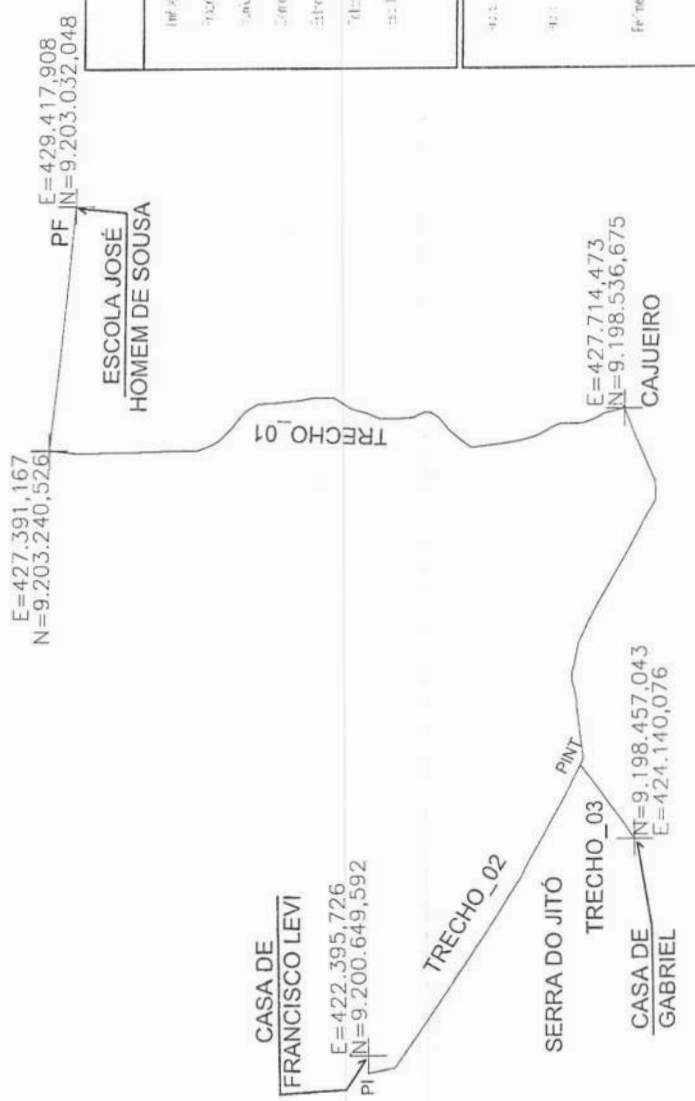 E=427.391,167
N=9.203.240,526
PF
E=429.417,908
N=9.203.032,048
ESCOLA JOSÉ
HOMEM DE SOUSA
TRECHO_01
CASA DE
FRANCISCO LEVI
E=422.395,726
N=9.200.649,592
PI
TRECHO_02
PINT
SERRA DO JITÓ
TRECHO_03
CASA DE
GABRIEL
N=9.198.457,043
E=424.140,076
E=427.714,473
N=9.198.536,675
CAJUEIRO